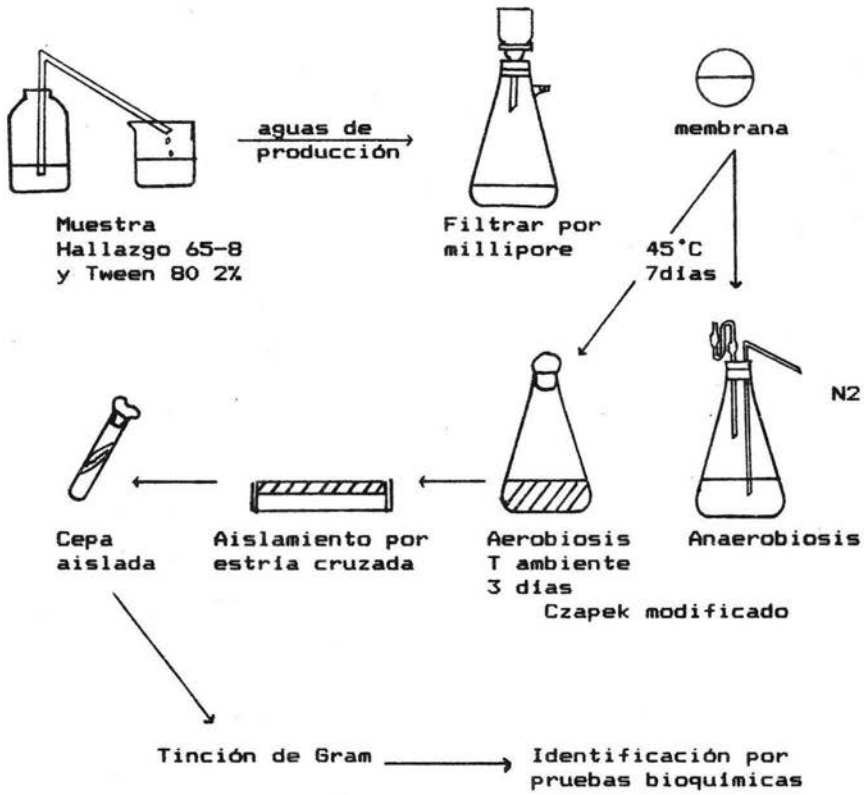 aguas de
producción
membrana
Muestra
Hallazgo 65-8
y Tween 80 2%
Filtrar por
millipore
45°C
7días
N2
Cepa
aislada
Aislamiento por
estría cruzada
Aerobiosis
T ambiente
3 días
Czapek modificado
Anaerobiosis
Tinción de Gram
Identificación por
pruebas bioquímicas